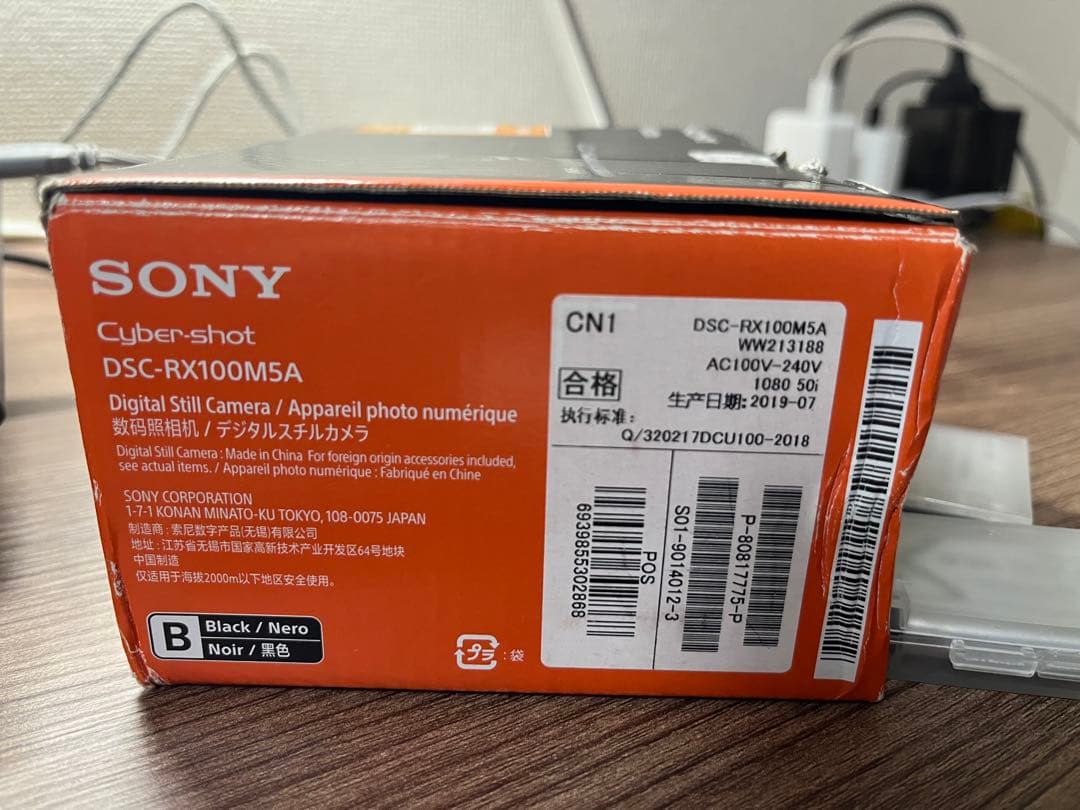 SONY
Cyber-shot
DSC-RX100M5A
Digital Still Camera / Appareil photo numérique
数码照相机 / デジタルスチルカメラ
Digital Still Camera : Made in China For foreign origin accessories included,
see actual items. / Appareil photo numérique : Fabriqué en Chine
SONY CORPORATION
1-7-1 KONAN MINATO-KU TOKYO, 108-0075 JAPAN
制造商 : 索尼数字产品(无锡)有限公司
地址 : 江苏省无锡市国家高新技术产业开发区64号地块
中国制造
仅适用于海拔2000m以下地区安全使用。
B
Black / Nero
Noir / 黑色
プラ : 袋
CN1
DSC-RX100M5A
WW213188
AC100V-240V
1080 50i
合格
生产日期: 2019-07
执行标准:
Q/320217DCU100-2018
POS
6939855302868
S01-9014012-3
P-80817775-P